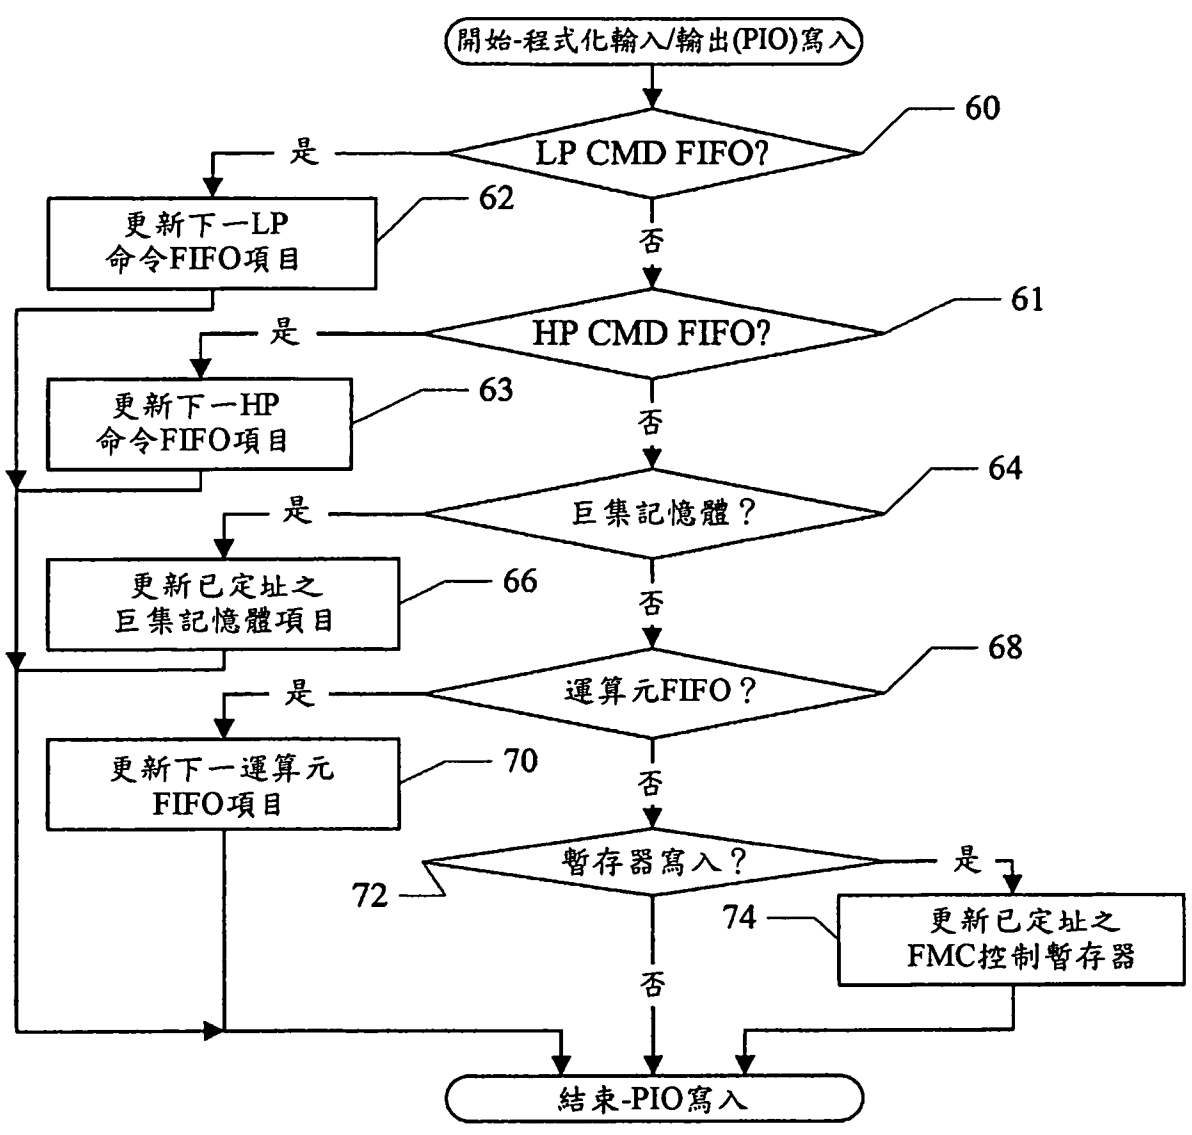 開始-程式化輸入/輸出(PIO)寫入
60
LP CMD FIFO?
是
62
更新下一LP
命令FIFO項目
否
61
HP CMD FIFO?
是
63
更新下一HP
命令FIFO項目
否
64
巨集記憶體？
是
66
更新已定址之
巨集記憶體項目
否
68
運算元FIFO？
是
70
更新下一運算元
FIFO項目
否
暫存器寫入？
72
是
74
更新已定址之
FMC控制暫存器
否
結束-PIO寫入